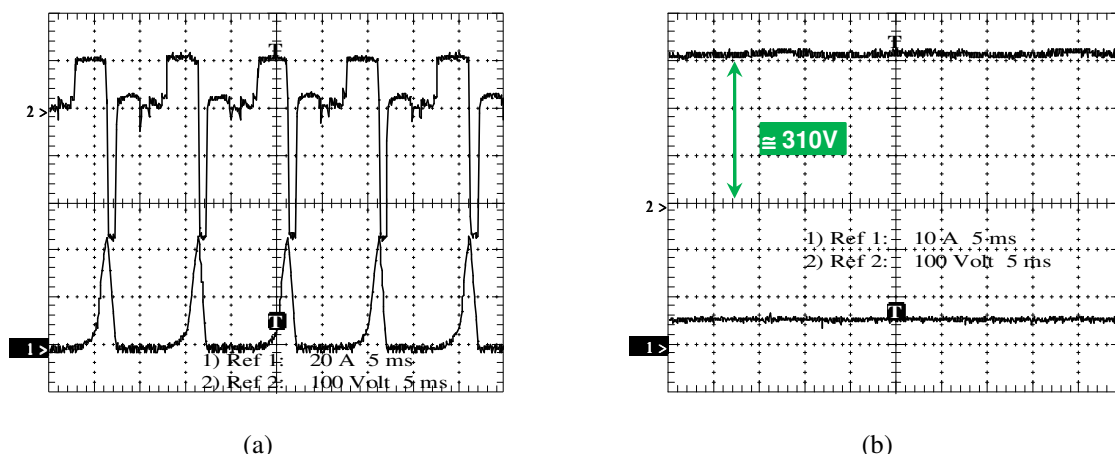 T
2 >
1 >
T
1) Ref 1: 20 A 5 ms
2) Ref 2: 100 Volt 5 ms
(a)
T
≅ 310V
2 >
1) Ref 1: 10 A 5 ms
2) Ref 2: 100 Volt 5 ms
T
1 >
(b)